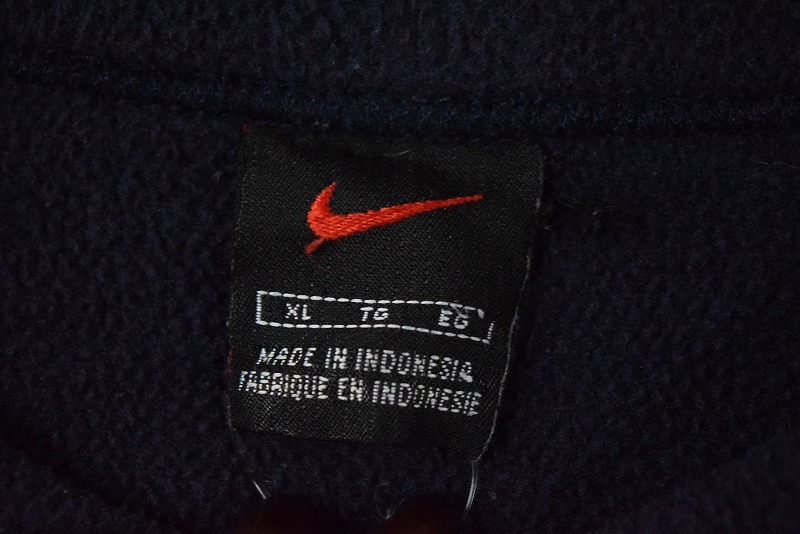 XL TG EG
MADE IN INDONESIA
FABRIQUE EN INDONESIE